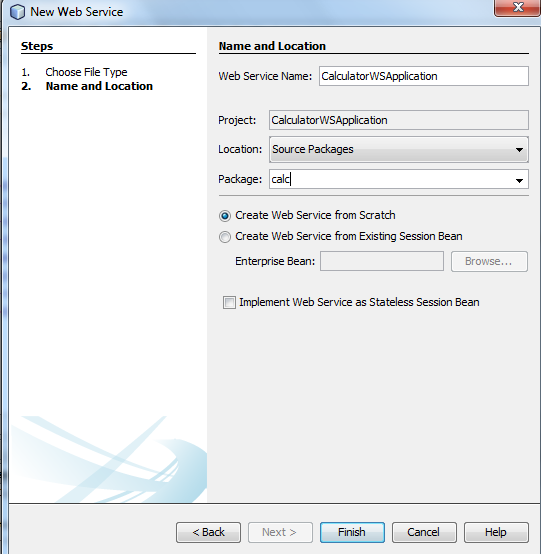 New Web Service
Steps
1. Choose File Type
2. Name and Location
Name and Location
Web Service Name: CalculatorWSApplication
Project: CalculatorWSApplication
Location: Source Packages
Package: calc
Create Web Service from Scratch
Create Web Service from Existing Session Bean
Enterprise Bean: Browse...
Implement Web Service as Stateless Session Bean
< Back Next > Finish Cancel Help